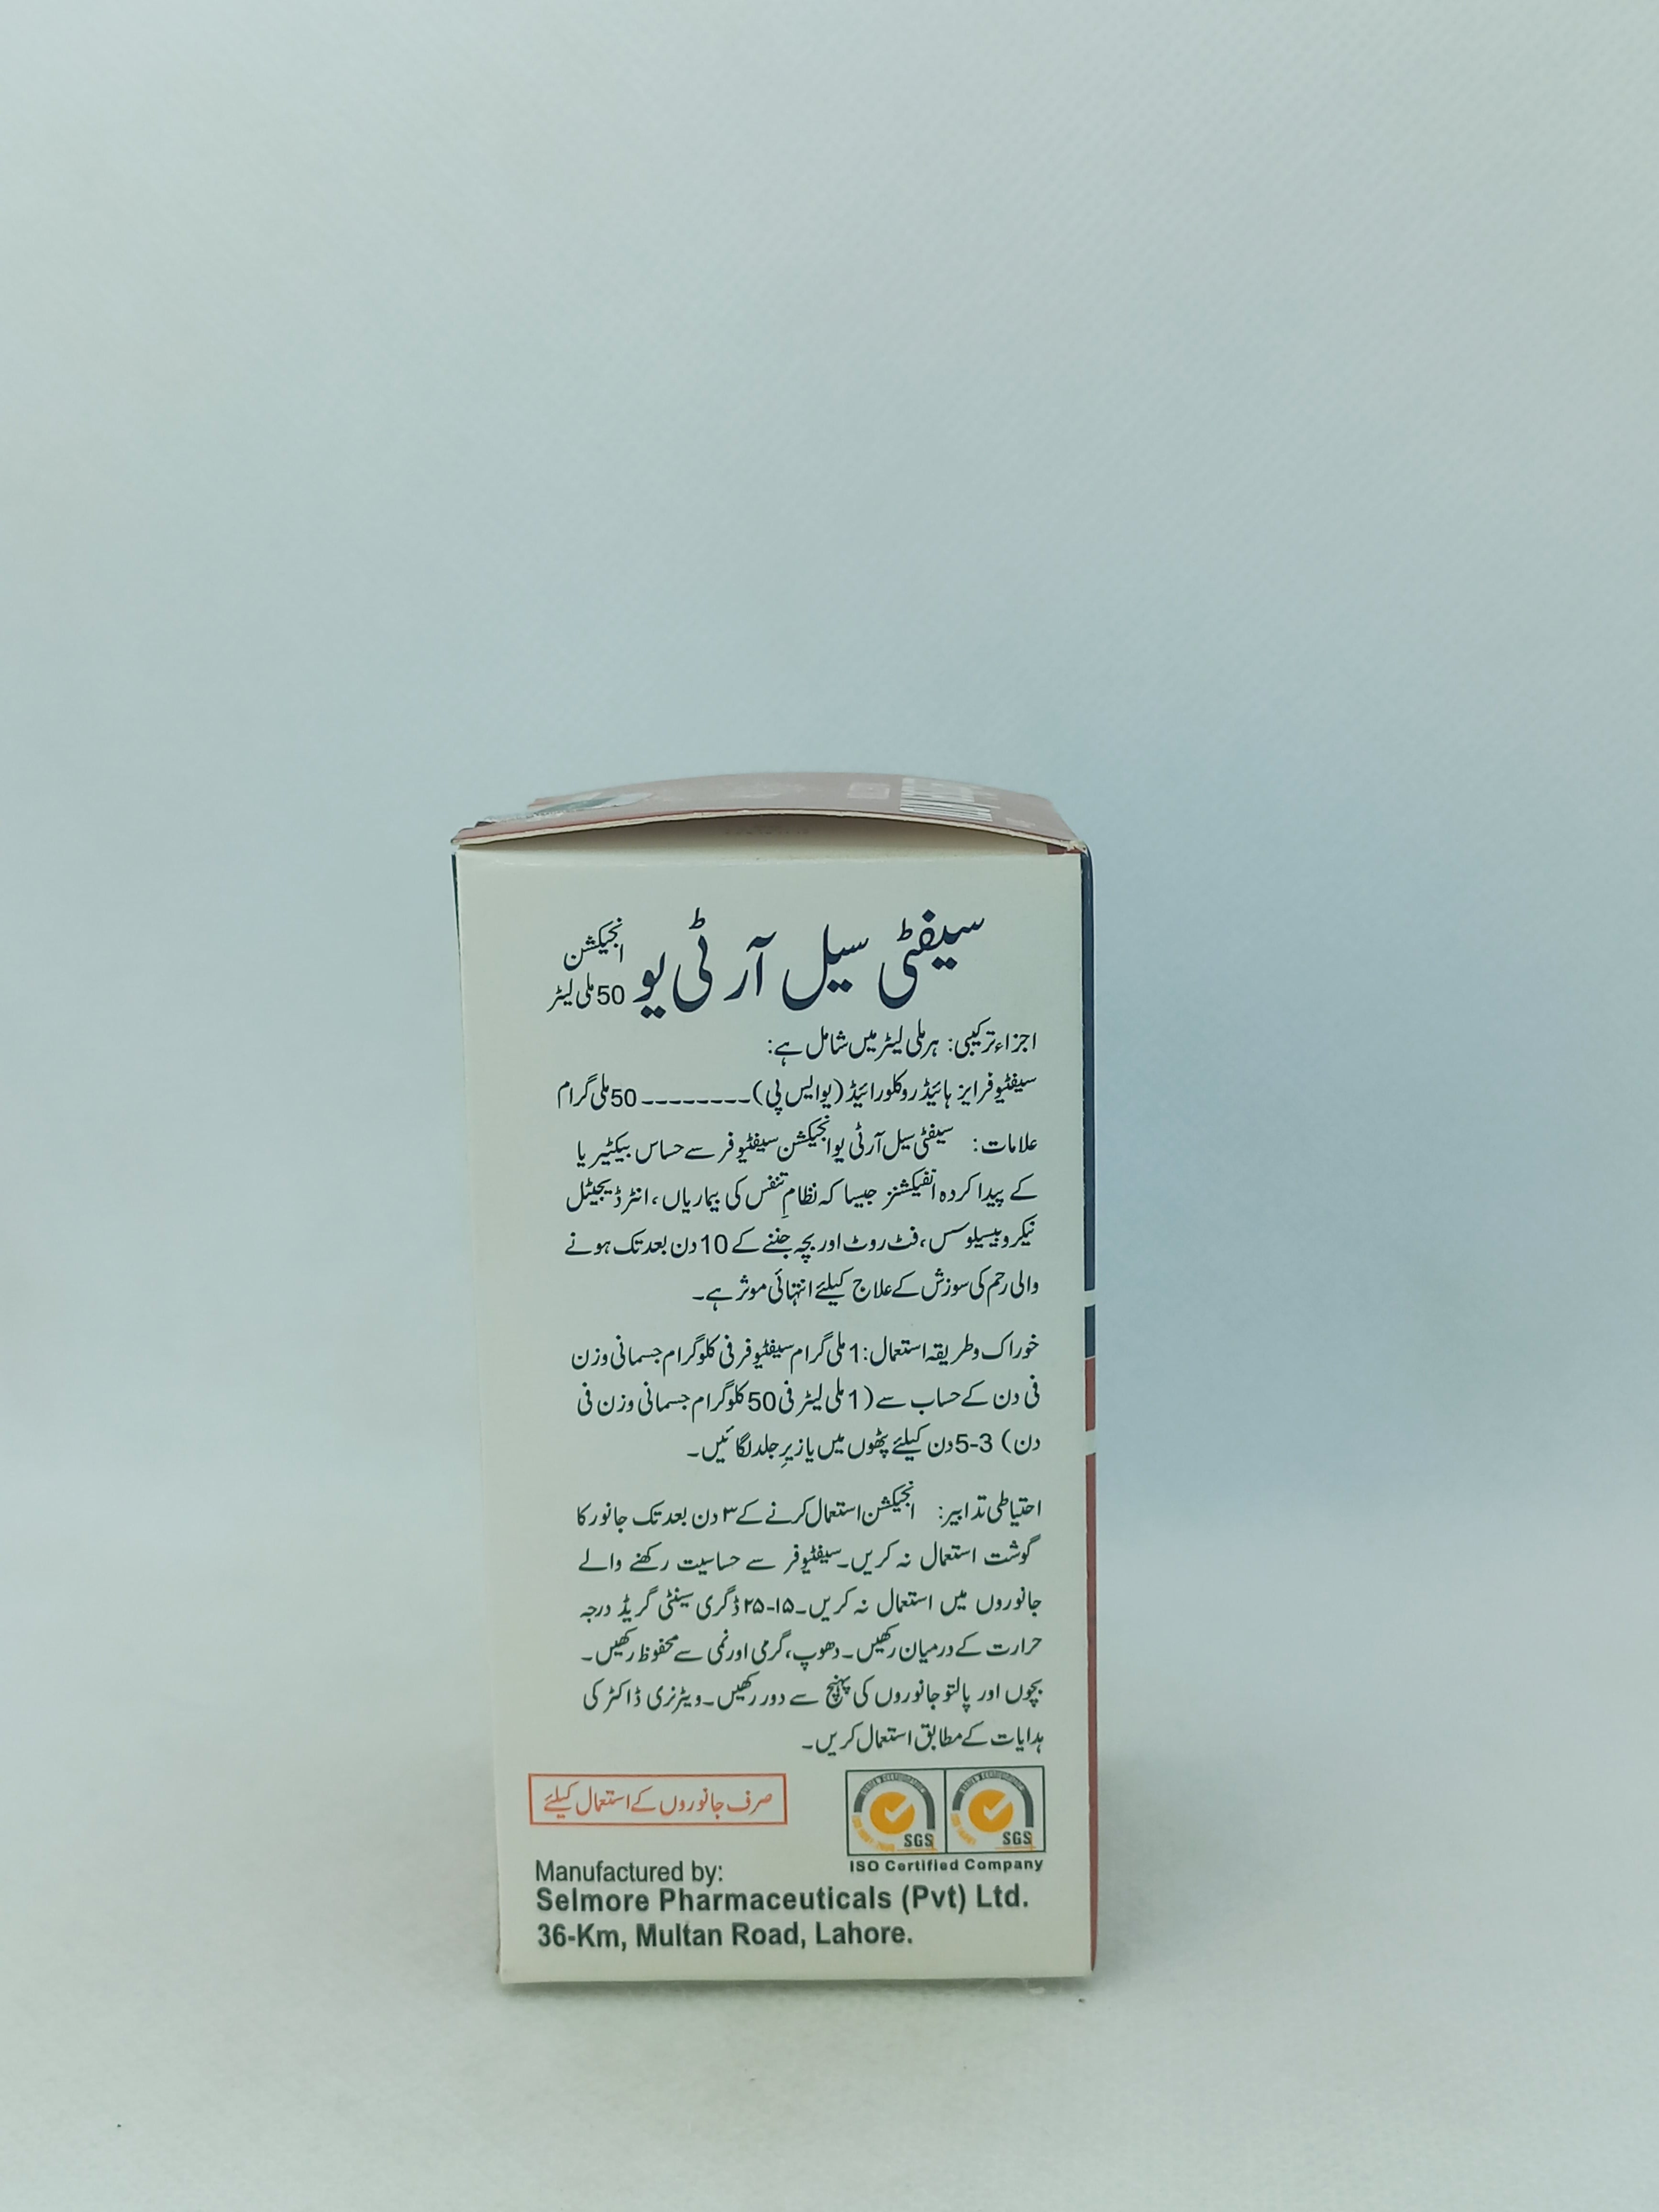 سیفٹی سیل آر ٹی یو
انجیکشن
50 ملی لیٹر
اجزاء ترکیبی: ہر ملی لیٹر میں شامل ہے:
سیفٹیوفرایز ہائیڈروکلورائیڈ (یو ایس پی)--------50 ملی گرام
علامات: سیفٹی سیل آر ٹی یو انجیکشن سیفٹیوفر سے حساس بیکٹیریا
کے پیدا کردہ انفیکشنز جیسا کہ نظامِ تنفس کی بیماریاں، انٹرڈیجیٹل
نیکروبیسیلوسس، فٹ روٹ اور بچہ جننے کے 10 دن بعد تک ہونے
والی رحم کی سوزش کے علاج کیلئے انتہائی موثر ہے۔
خوراک و طریقہ استعمال: 1 ملی گرام سیفٹیوفر فی کلوگرام جسمانی وزن
فی دن کے حساب سے (1 ملی لیٹر فی 50 کلوگرام جسمانی وزن فی
دن) 3-5 دن کیلئے پٹھوں میں یا زیرِ جلد لگائیں۔
احتیاطی تدابیر: انجیکشن استعمال کرنے کے ۳ دن بعد تک جانور کا
گوشت استعمال نہ کریں۔ سیفٹیوفر سے حساسیت رکھنے والے
جانوروں میں استعمال نہ کریں۔ ۱۵-۲۵ ڈگری سینٹی گریڈ درجہ
حرارت کے درمیان رکھیں۔ دھوپ، گرمی اور نمی سے محفوظ رکھیں۔
بچوں اور پالتو جانوروں کی پہنچ سے دور رکھیں۔ ویٹرنری ڈاکٹر کی
ہدایات کے مطابق استعمال کریں۔
صرف جانوروں کے استعمال کیلئے
SGS SGS
ISO Certified Company
Manufactured by:
Selmore Pharmaceuticals (Pvt) Ltd.
36-Km, Multan Road, Lahore.